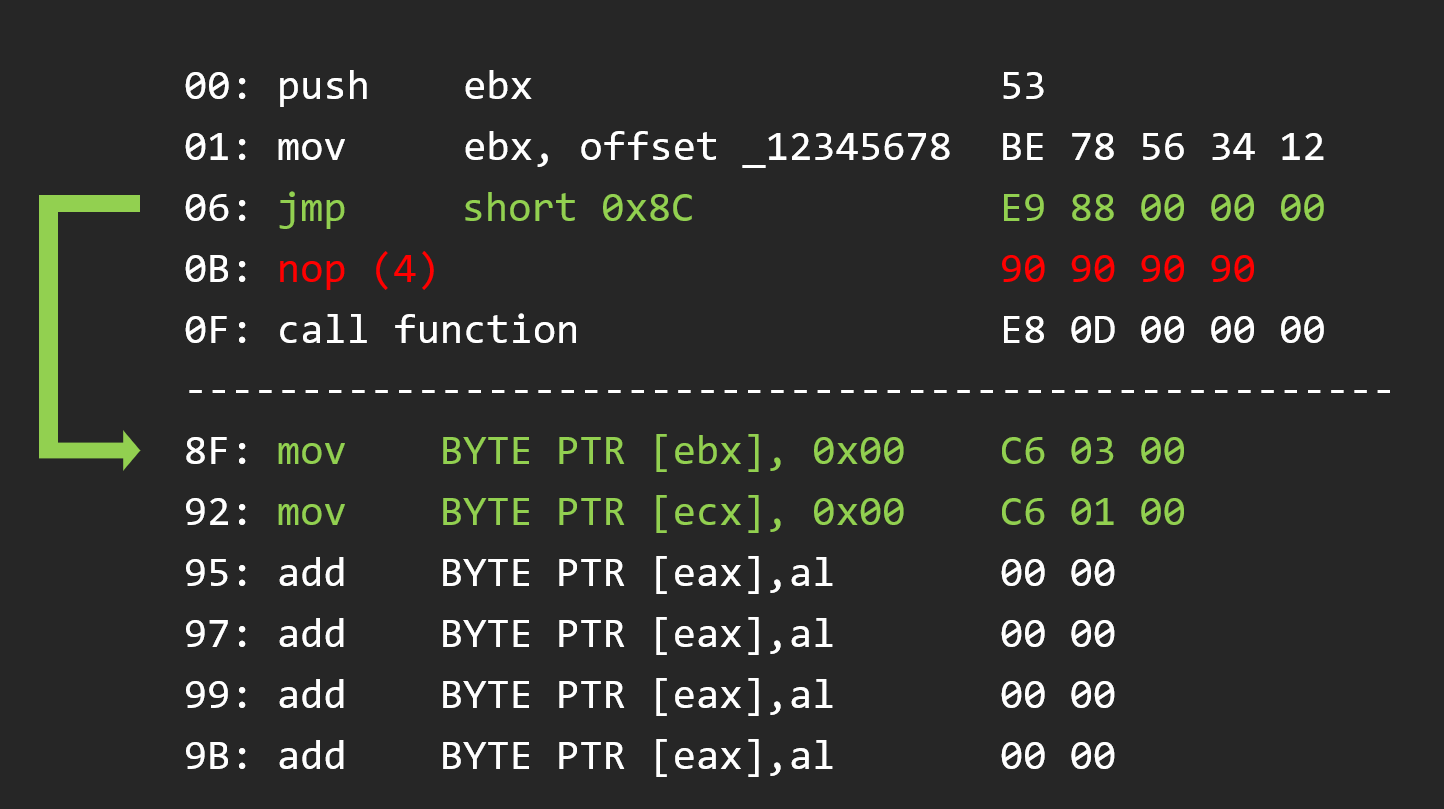 00: push ebx 53
01: mov ebx, offset _12345678 BE 78 56 34 12
06: jmp short 0x8C E9 88 00 00 00
0B: nop (4) 90 90 90 90
0F: call function E8 0D 00 00 00
----------------------------------------------------
8F: mov BYTE PTR [ebx], 0x00 C6 03 00
92: mov BYTE PTR [ecx], 0x00 C6 01 00
95: add BYTE PTR [eax],al 00 00
97: add BYTE PTR [eax],al 00 00
99: add BYTE PTR [eax],al 00 00
9B: add BYTE PTR [eax],al 00 00